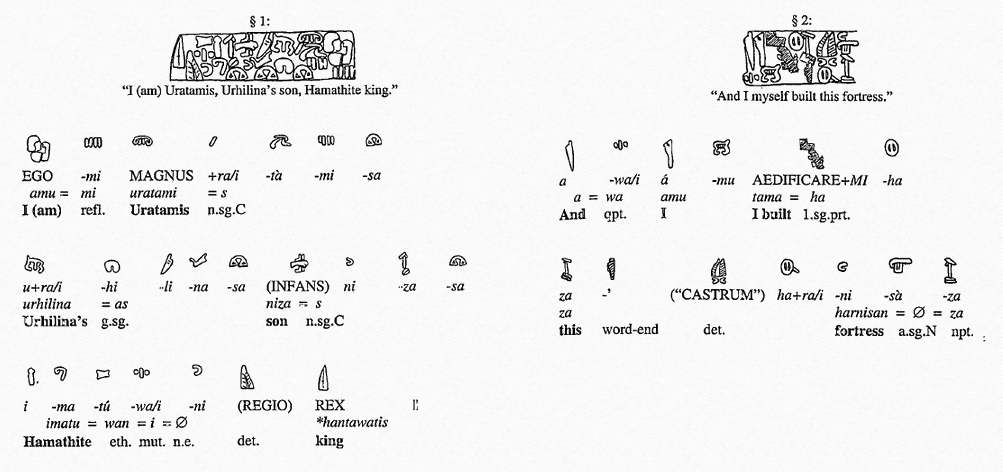 § 1:
"I (am) Uratamis, Urhilina's son, Hamathite king."
EGO -mi MAGNUS +ra/i -tà -mi -sa
amu = mi uratami = s
I (am) refl. Uratamis n.sg.C
u+ra/i -hi -li -na -sa (INFANS) ni -za -sa
urhilina = as niza = s
Urhilina's g.sg. son n.sg.C
i -ma -tú -wa/i -ni (REGIO) REX
imatu = wan = i = Ø *hantawatis
Hamathite eth. mut. n.e. det. king
§ 2:
"And I myself built this fortress."
a -wa/i á -mu AEDIFICARE+MI -ha
a = wa amu tama = ha
And qpt. I I built 1.sg.prt.
za -' ("CASTRUM") ha+ra/i -ni -sà -za
za harnisan = Ø = za
this word-end det. fortress a.sg.N npt.